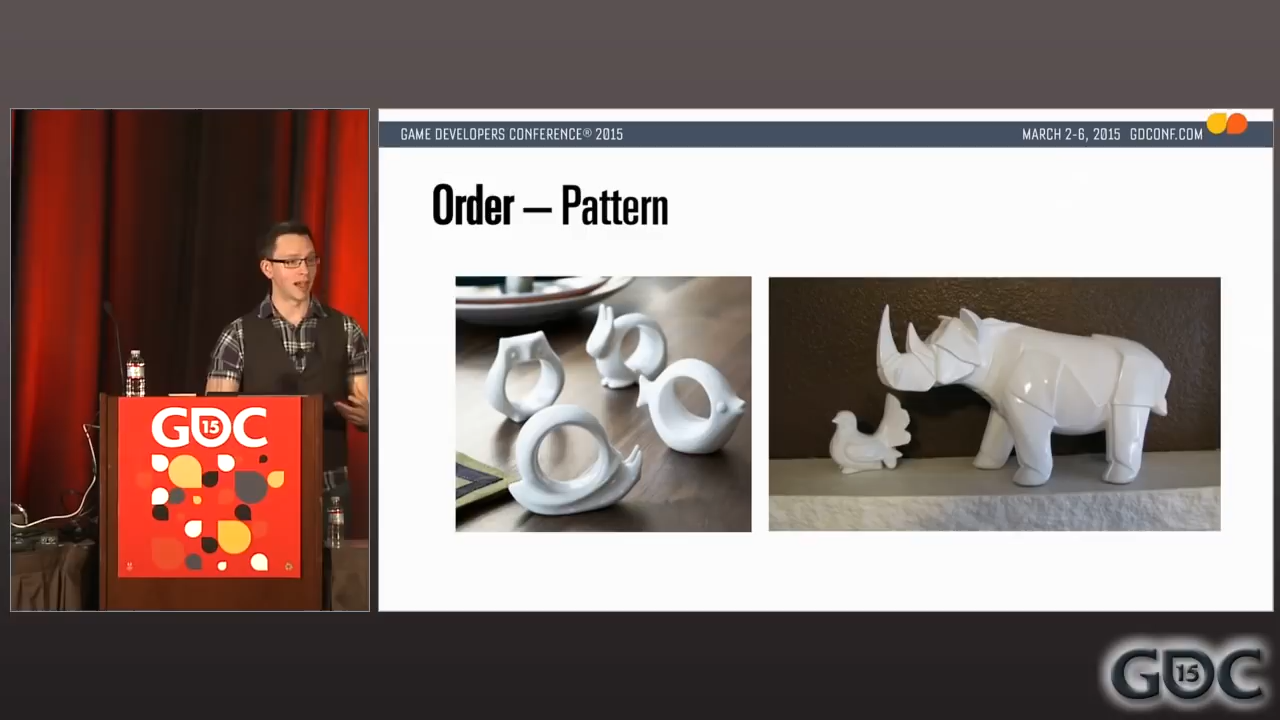 GAME DEVELOPERS CONFERENCE® 2015
MARCH 2-6, 2015 GDCONF.COM
Order – Pattern
GDC
15
GDC
15